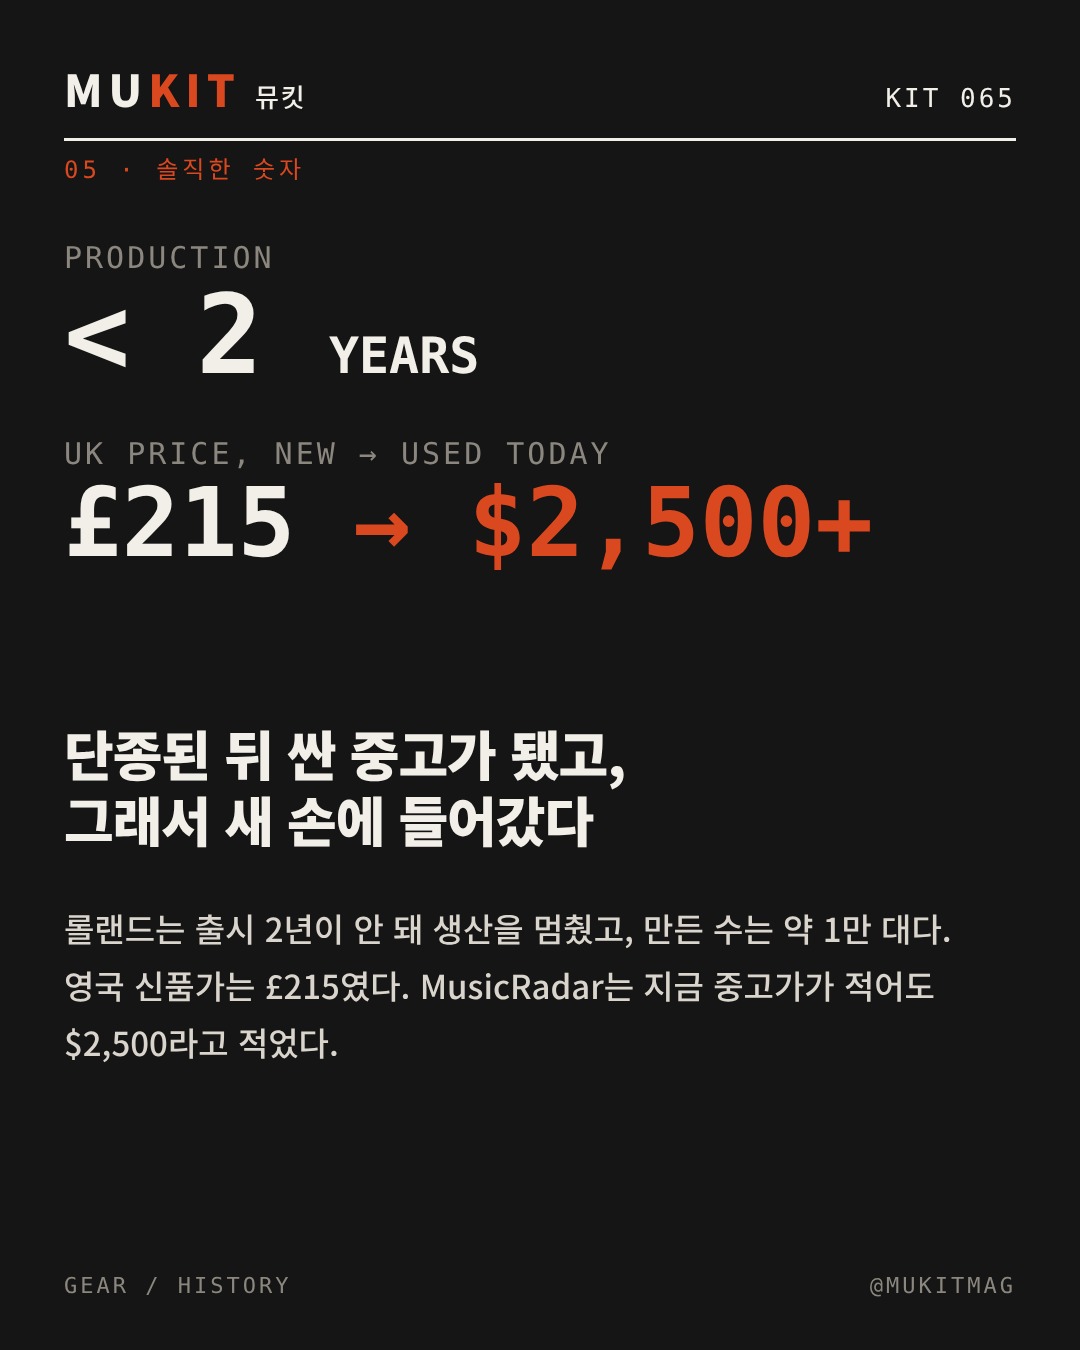 MUKIT 뮤킷
KIT 065
05 · 솔직한 숫자
PRODUCTION
< 2 YEARS
UK PRICE, NEW → USED TODAY
£215 → $2,500+
단종된 뒤 싼 중고가 됐고,
그래서 새 손에 들어갔다
롤랜드는 출시 2년이 안 돼 생산을 멈췄고, 만든 수는 약 1만 대다.
영국 신품가는 £215였다. MusicRadar는 지금 중고가가 적어도
$2,500라고 적었다.
GEAR / HISTORY
@MUKITMAG